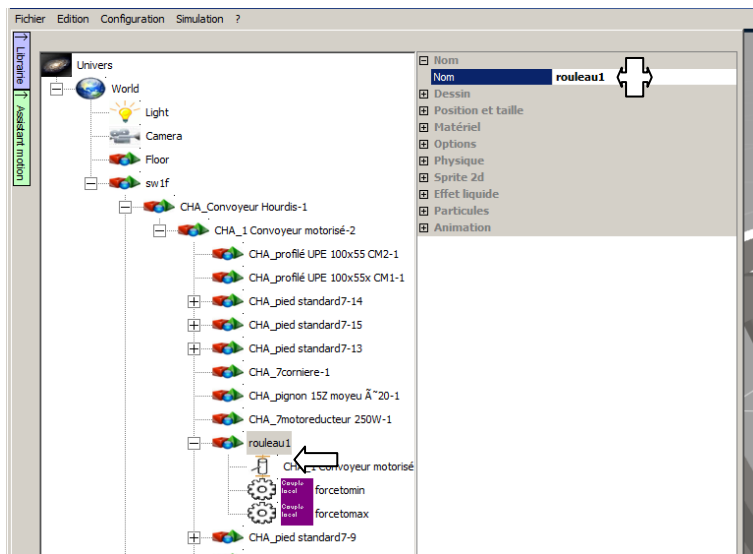 Fichier Edition Configuration Simulation ?
Librairie
Assistant motion
Univers
World
Light
Camera
Floor
sw1f
CHA_Convoyeur Hourdis-1
CHA_1 Convoyeur motorisé-2
CHA_profilé UPE 100x55 CM2-1
CHA_profilé UPE 100x55x CM1-1
CHA_pied standard7-14
CHA_pied standard7-15
CHA_pied standard7-13
CHA_7corniere-1
CHA_pignon 15Z moyeu Ã˜20-1
CHA_7motoreducteur 250W-1
rouleau1
CHA_1 Convoyeur motorisé
Couple local forcetomin
Couple local forcetomax
CHA_pied standard7-9
Nom
Nom rouleau1
Dessin
Position et taille
Matériel
Options
Physique
Sprite 2d
Effet liquide
Particules
Animation